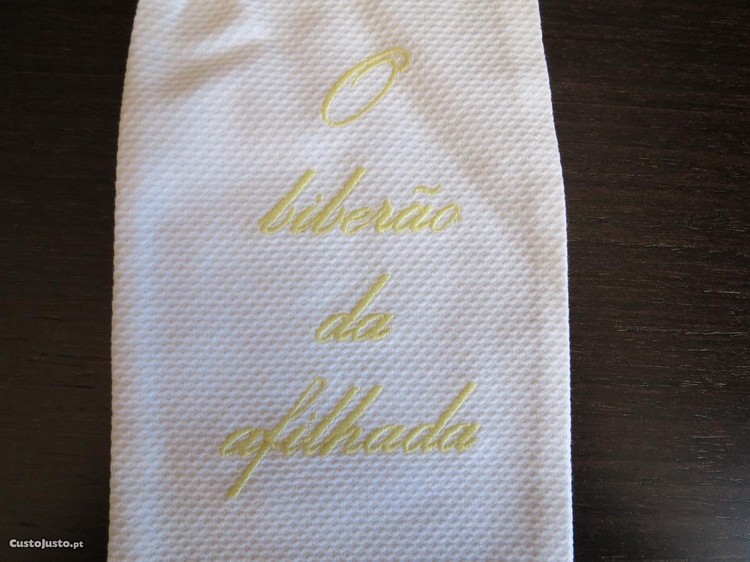 O
biberão
da
afilhada
CustoJusto.pt